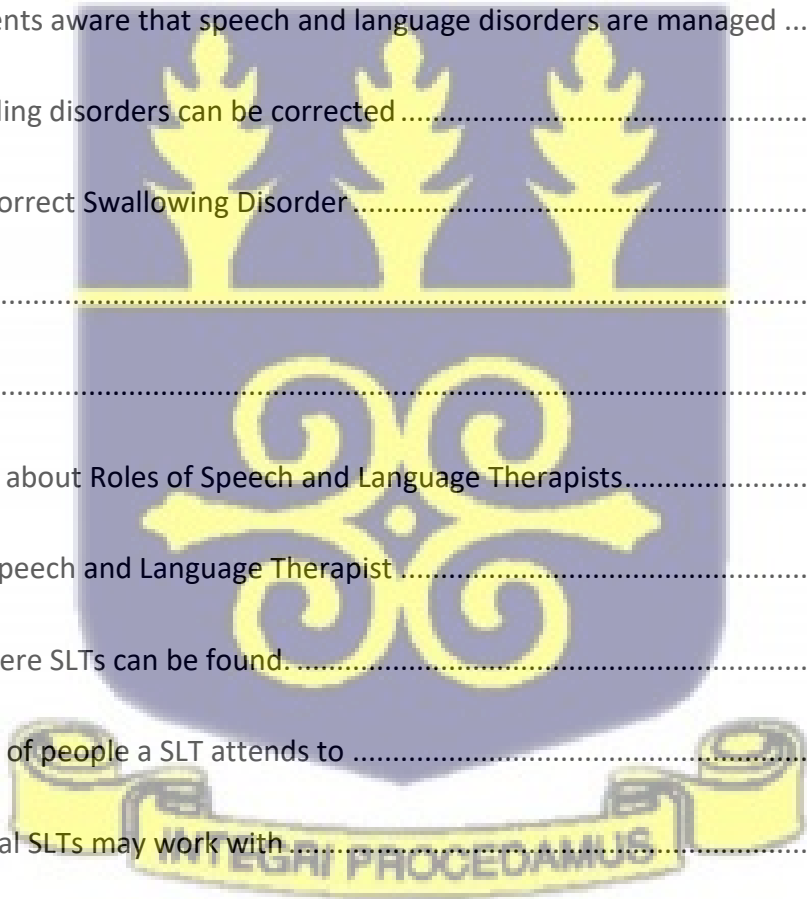 ents aware that speech and language disorders are managed ...
ding disorders can be corrected ................................................
orrect Swallowing Disorder .....................................................
................................................................................................
................................................................................................
about Roles of Speech and Language Therapists.....................
peech and Language Therapist ................................................
ere SLTs can be found. ............................................................
of people a SLT attends to ......................................................
al SLTs may work with .............................................................
INTEGRI PROCEDAMUS